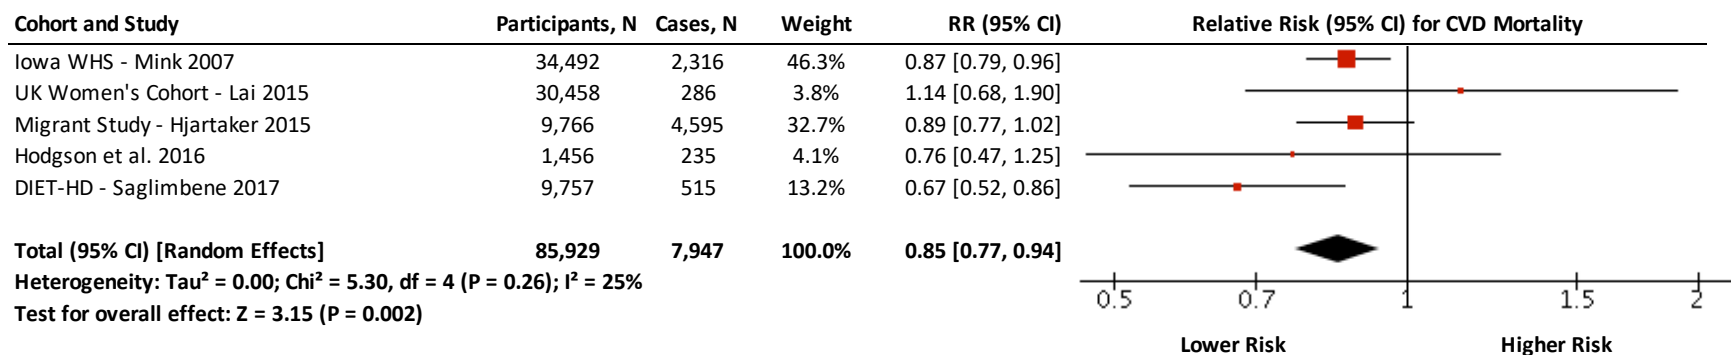 Cohort and Study Participants, N Cases, N Weight RR (95% CI) Relative Risk (95% CI) for CVD Mortality
Iowa WHS - Mink 2007 34,492 2,316 46.3% 0.87 [0.79, 0.96]
UK Women's Cohort - Lai 2015 30,458 286 3.8% 1.14 [0.68, 1.90]
Migrant Study - Hjartaker 2015 9,766 4,595 32.7% 0.89 [0.77, 1.02]
Hodgson et al. 2016 1,456 235 4.1% 0.76 [0.47, 1.25]
DIET-HD - Saglimbene 2017 9,757 515 13.2% 0.67 [0.52, 0.86]
Total (95% CI) [Random Effects] 85,929 7,947 100.0% 0.85 [0.77, 0.94]
Heterogeneity: Tau² = 0.00; Chi² = 5.30, df = 4 (P = 0.26); I² = 25%
Test for overall effect: Z = 3.15 (P = 0.002)
0.5 0.7 1 1.5 2
Lower Risk Higher Risk